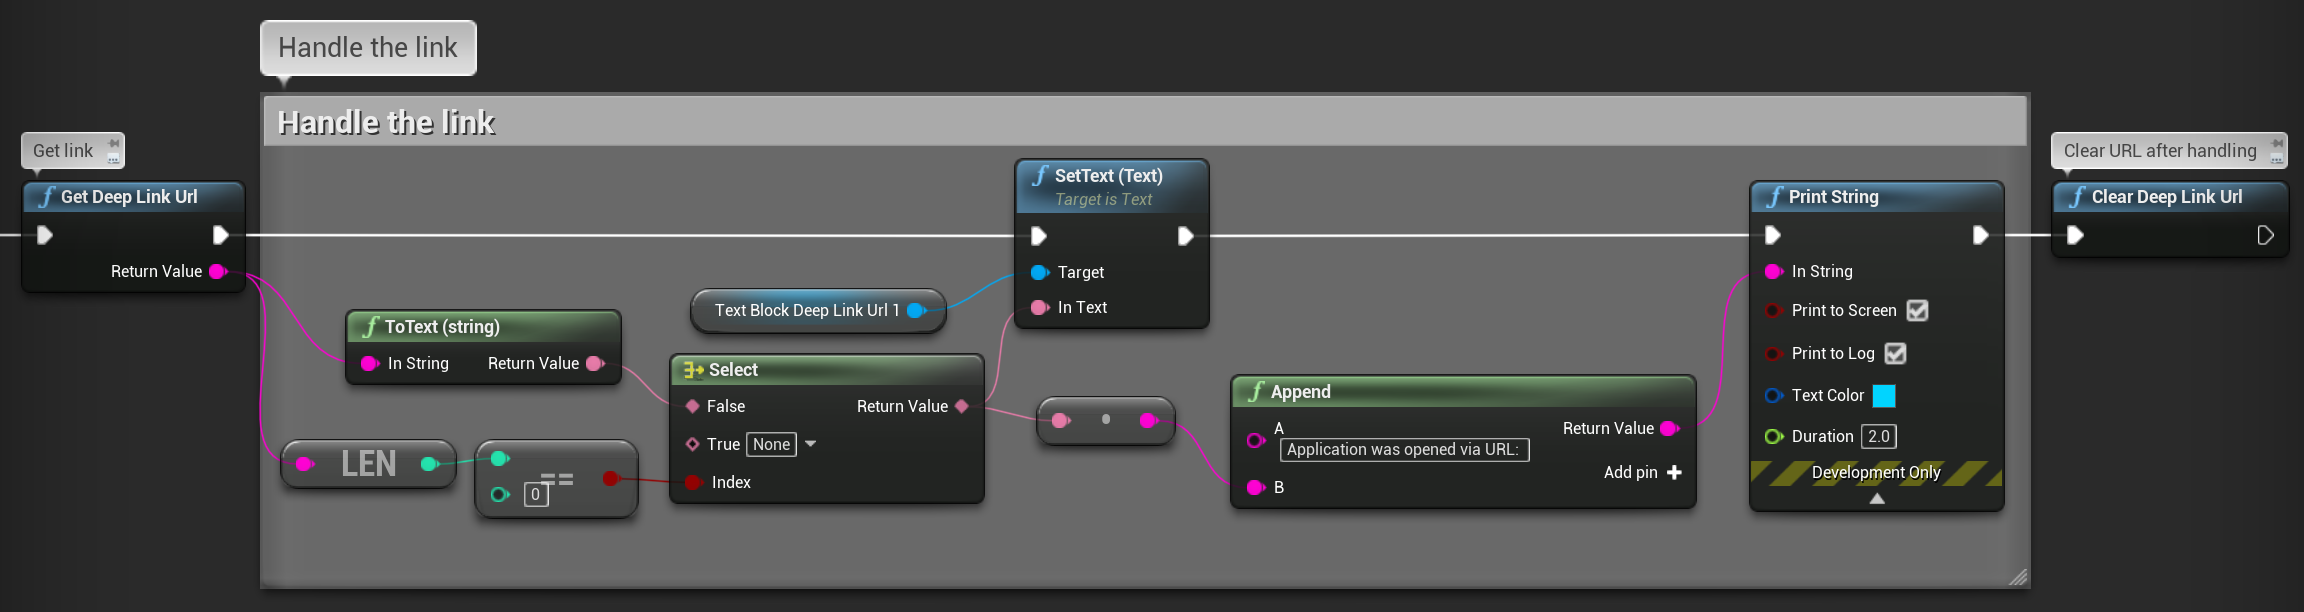 Handle the link
Handle the link
Get link
Get Deep Link Url
Return Value
ToText (string)
In String Return Value
LEN
==
0
Text Block Deep Link Url 1
Select
False Return Value
True None
Index
SetText (Text)
Target is Text
Target
In Text
Append
A Return Value
Application was opened via URL:
Add pin
B
Print String
In String
Print to Screen
Print to Log
Text Color
Duration 2.0
Development Only
Clear URL after handling
Clear Deep Link Url